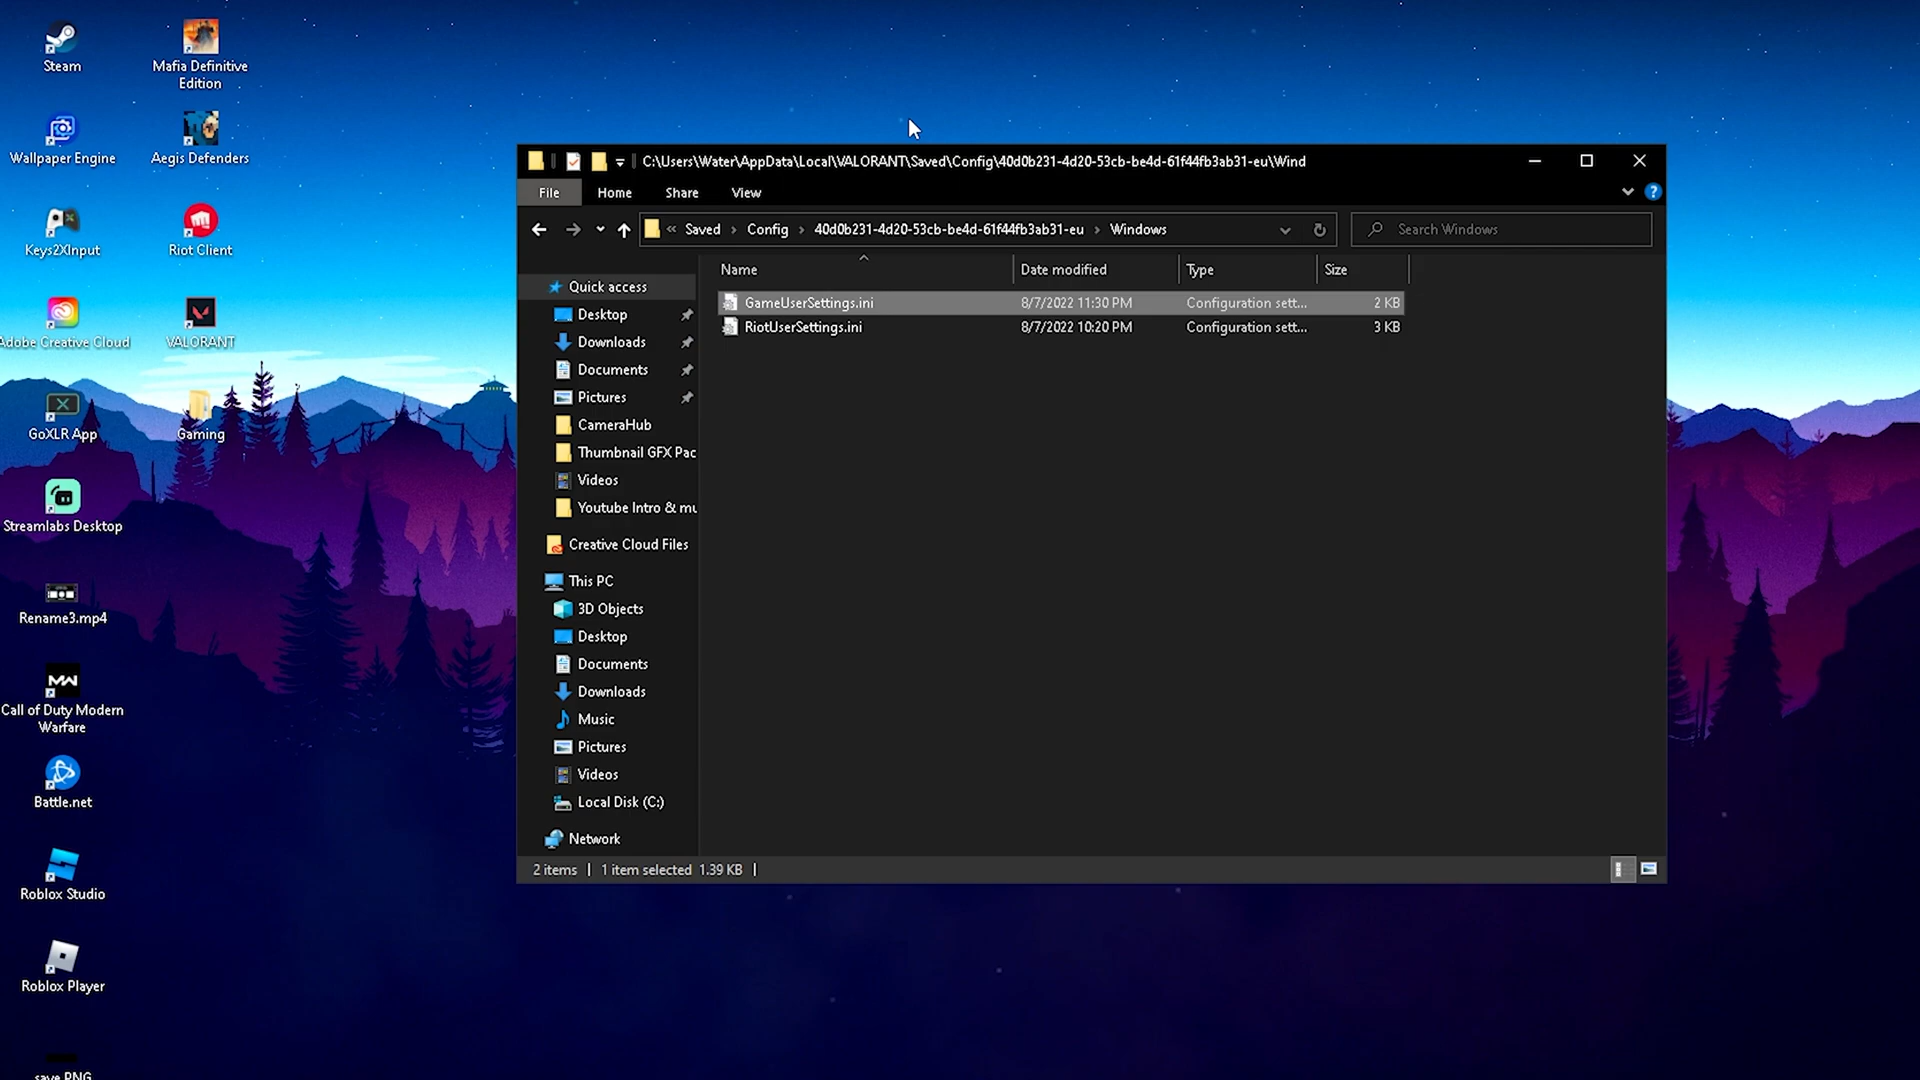 Steam
Mafia Definitive
Edition
Wallpaper Engine
Aegis Defenders
Keys2XInput
Riot Client
Adobe Creative Cloud
VALORANT
GoXLR App
Gaming
Streamlabs Desktop
Rename3.mp4
Call of Duty Modern
Warfare
Battle.net
Roblox Studio
Roblox Player
save PNG
C:\Users\Water\AppData\Local\VALORANT\Saved\Config\40d0b231-4d20-53cb-be4d-61f44fb3ab31-eu\Wind
File Home Share View
« Saved > Config > 40d0b231-4d20-53cb-be4d-61f44fb3ab31-eu > Windows
Search Windows
Name Date modified Type Size
GameUserSettings.ini 8/7/2022 11:30 PM Configuration sett... 2 KB
RiotUserSettings.ini 8/7/2022 10:20 PM Configuration sett... 3 KB
Quick access
Desktop
Downloads
Documents
Pictures
CameraHub
Thumbnail GFX Pac
Videos
Youtube Intro & mu
Creative Cloud Files
This PC
3D Objects
Desktop
Documents
Downloads
Music
Pictures
Videos
Local Disk (C:)
Network
2 items | 1 item selected 1.39 KB |